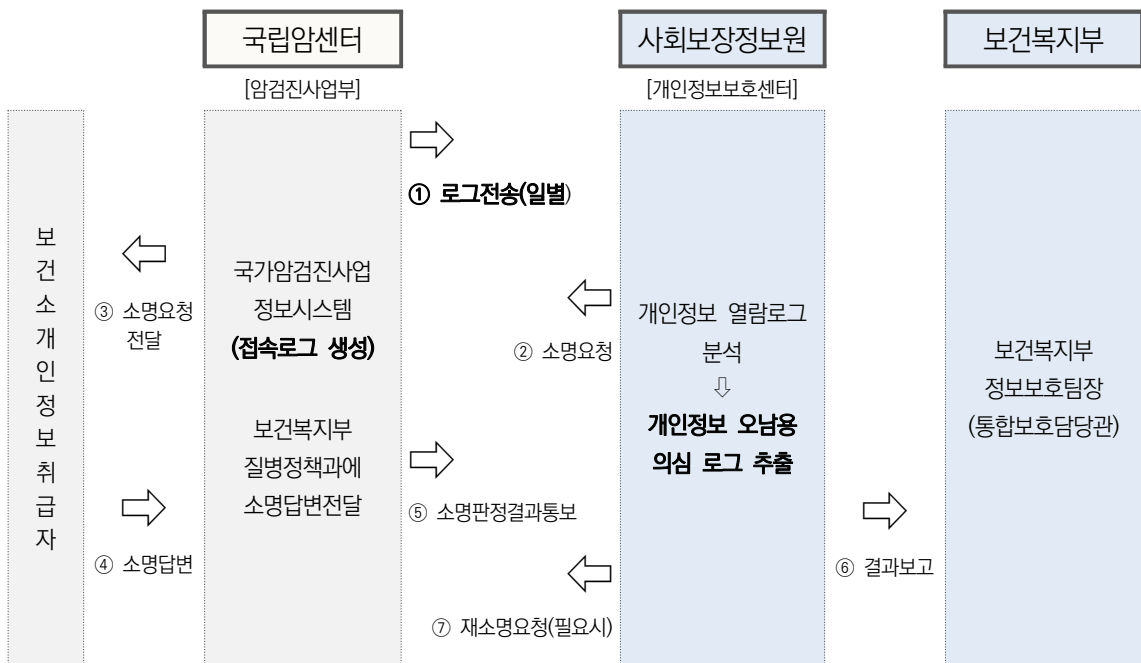 국립암센터
사회보장정보원
보건복지부
[암검진사업부]
[개인정보보호센터]
① 로그전송(일별)
보건소개인정보취급자
③ 소명요청
전달
국가암검진사업
정보시스템
(접속로그 생성)
② 소명요청
개인정보 열람로그
분석
⇩
개인정보 오남용
의심 로그 추출
보건복지부
정보보호팀장
(통합보호담당관)
보건복지부
질병정책과에
소명답변전달
④ 소명답변
⑤ 소명판정결과통보
⑥ 결과보고
⑦ 재소명요청(필요시)